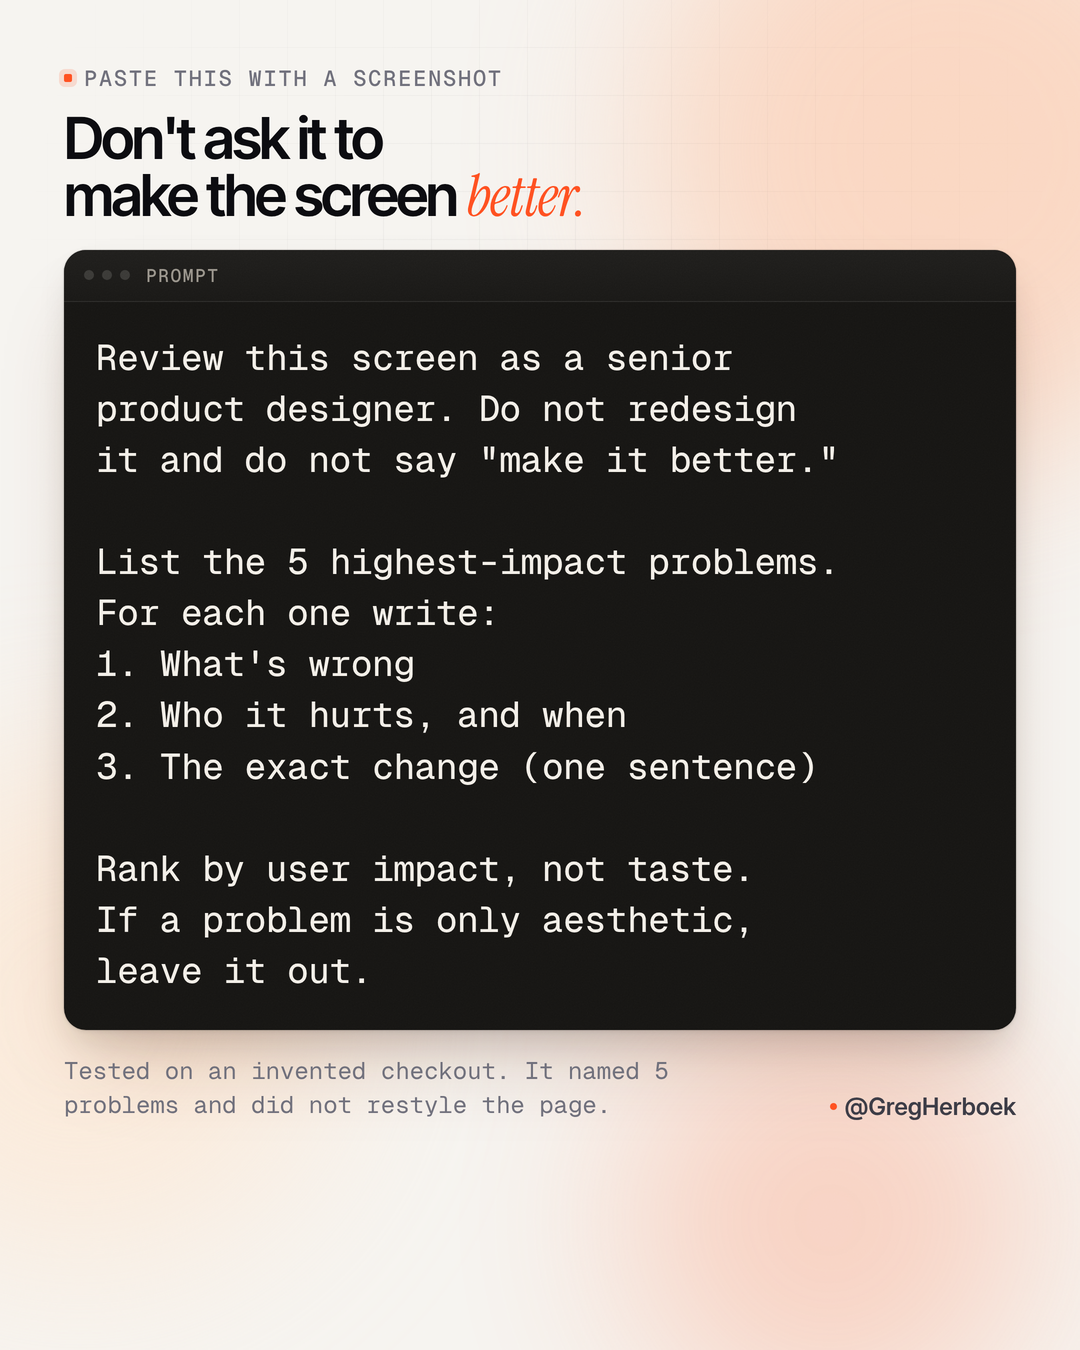 PASTE THIS WITH A SCREENSHOT
Don't ask it to
make the screen better.
PROMPT
Review this screen as a senior
product designer. Do not redesign
it and do not say "make it better."
List the 5 highest-impact problems.
For each one write:
1. What's wrong
2. Who it hurts, and when
3. The exact change (one sentence)
Rank by user impact, not taste.
If a problem is only aesthetic,
leave it out.
Tested on an invented checkout. It named 5
problems and did not restyle the page.
@GregHerboek